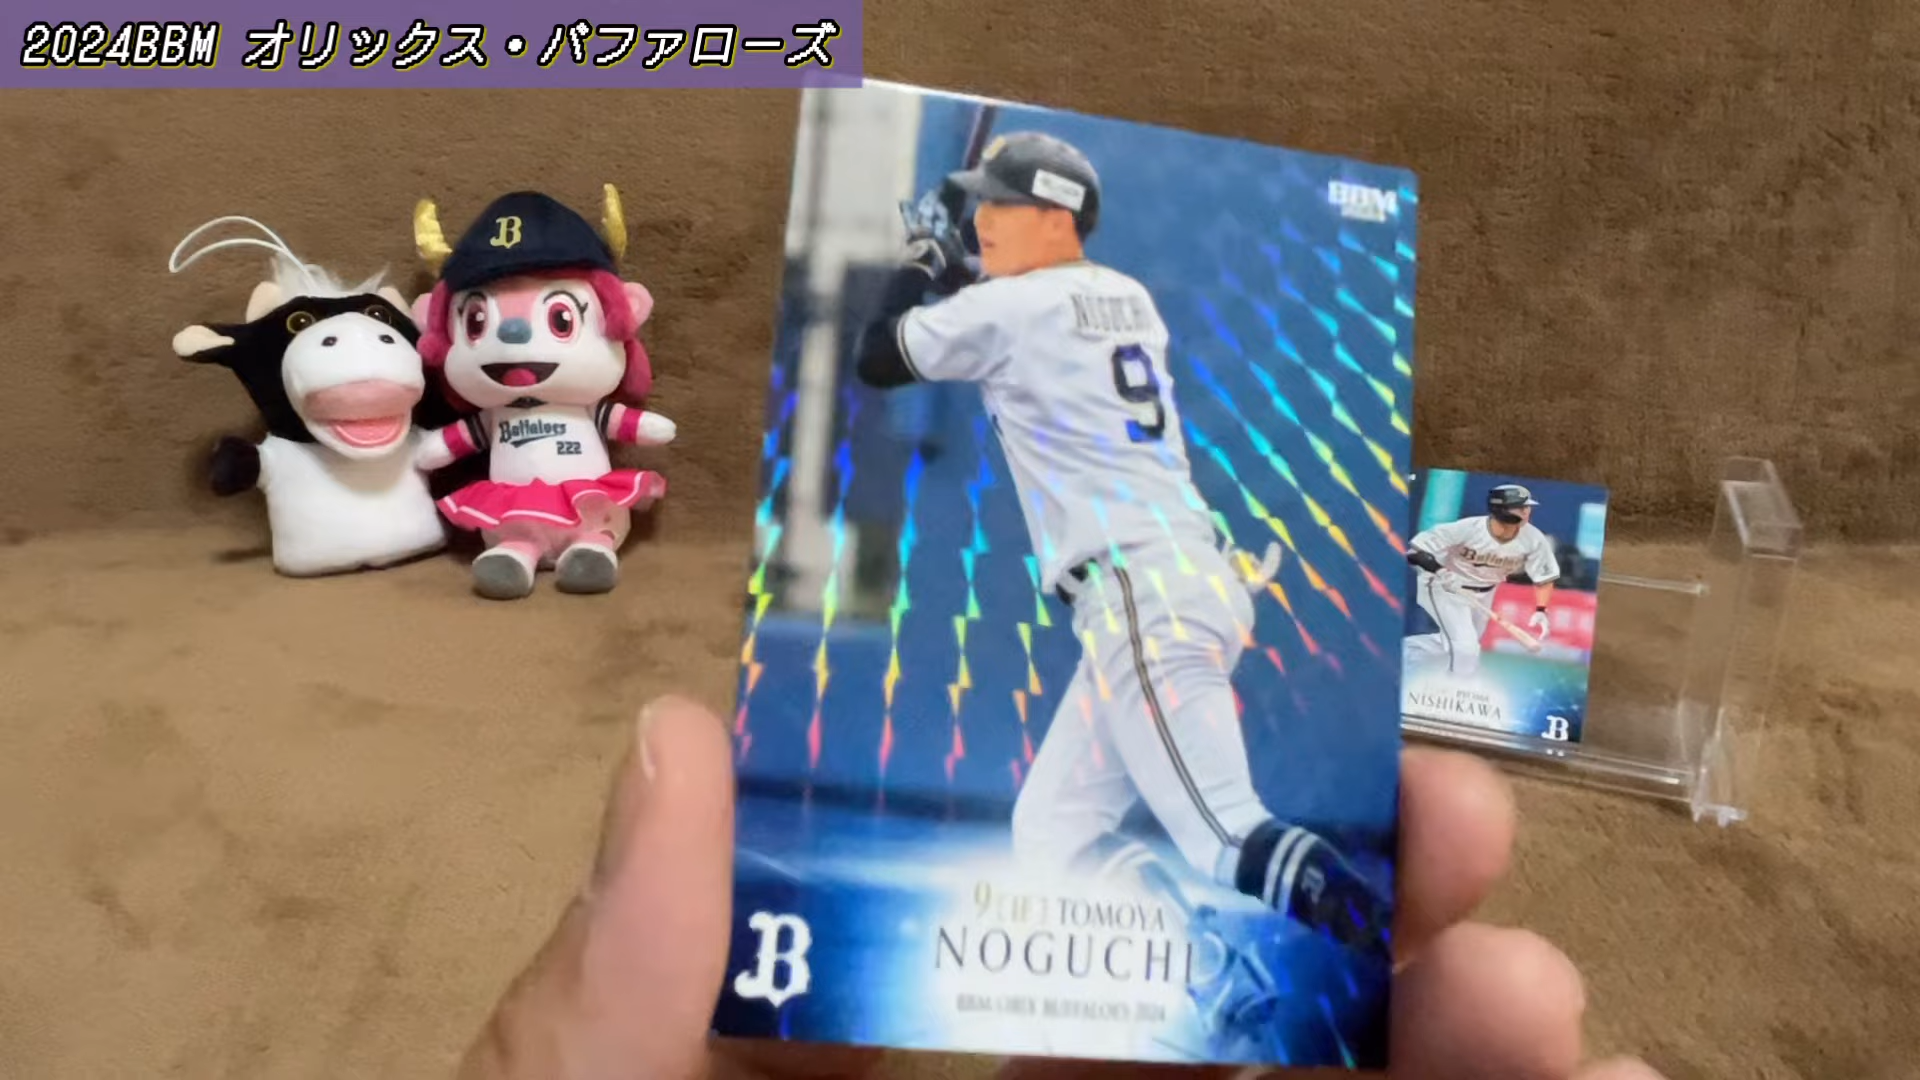 2024BBM オリックス・バファローズ
B
Buffaloes
222
BBM
NOGUCHI
9
9 [IF] TOMOYA
NOGUCHI
BBM ORIX BUFFALOES 2024
B
Buffaloes
NISHIKAWA
B